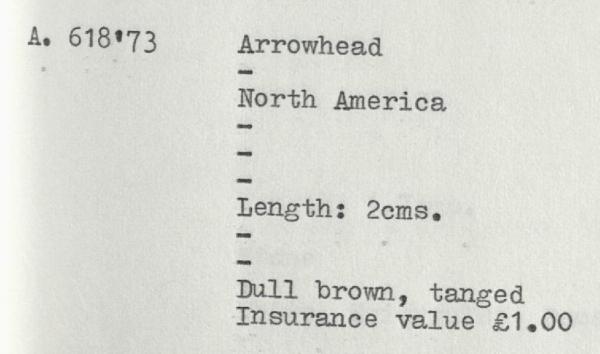 A. 618'73 Arrowhead
-
North America
-
-
-
Length: 2cms.
-
-
Dull brown, tanged
Insurance value £1.00